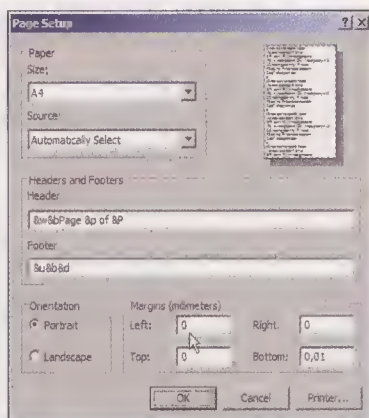 Page Setup
Paper
Size:
A4
Source:
Automatically Select
Headers and Footers
Header
&w&bPage &p of &P
Footer
&u&b&d
Orientation
Portrait
Landscape
Margins (milimeters)
Left: 0 Right: 0
Top: 0 Bottom: 0,01
OK Cancel Printer...